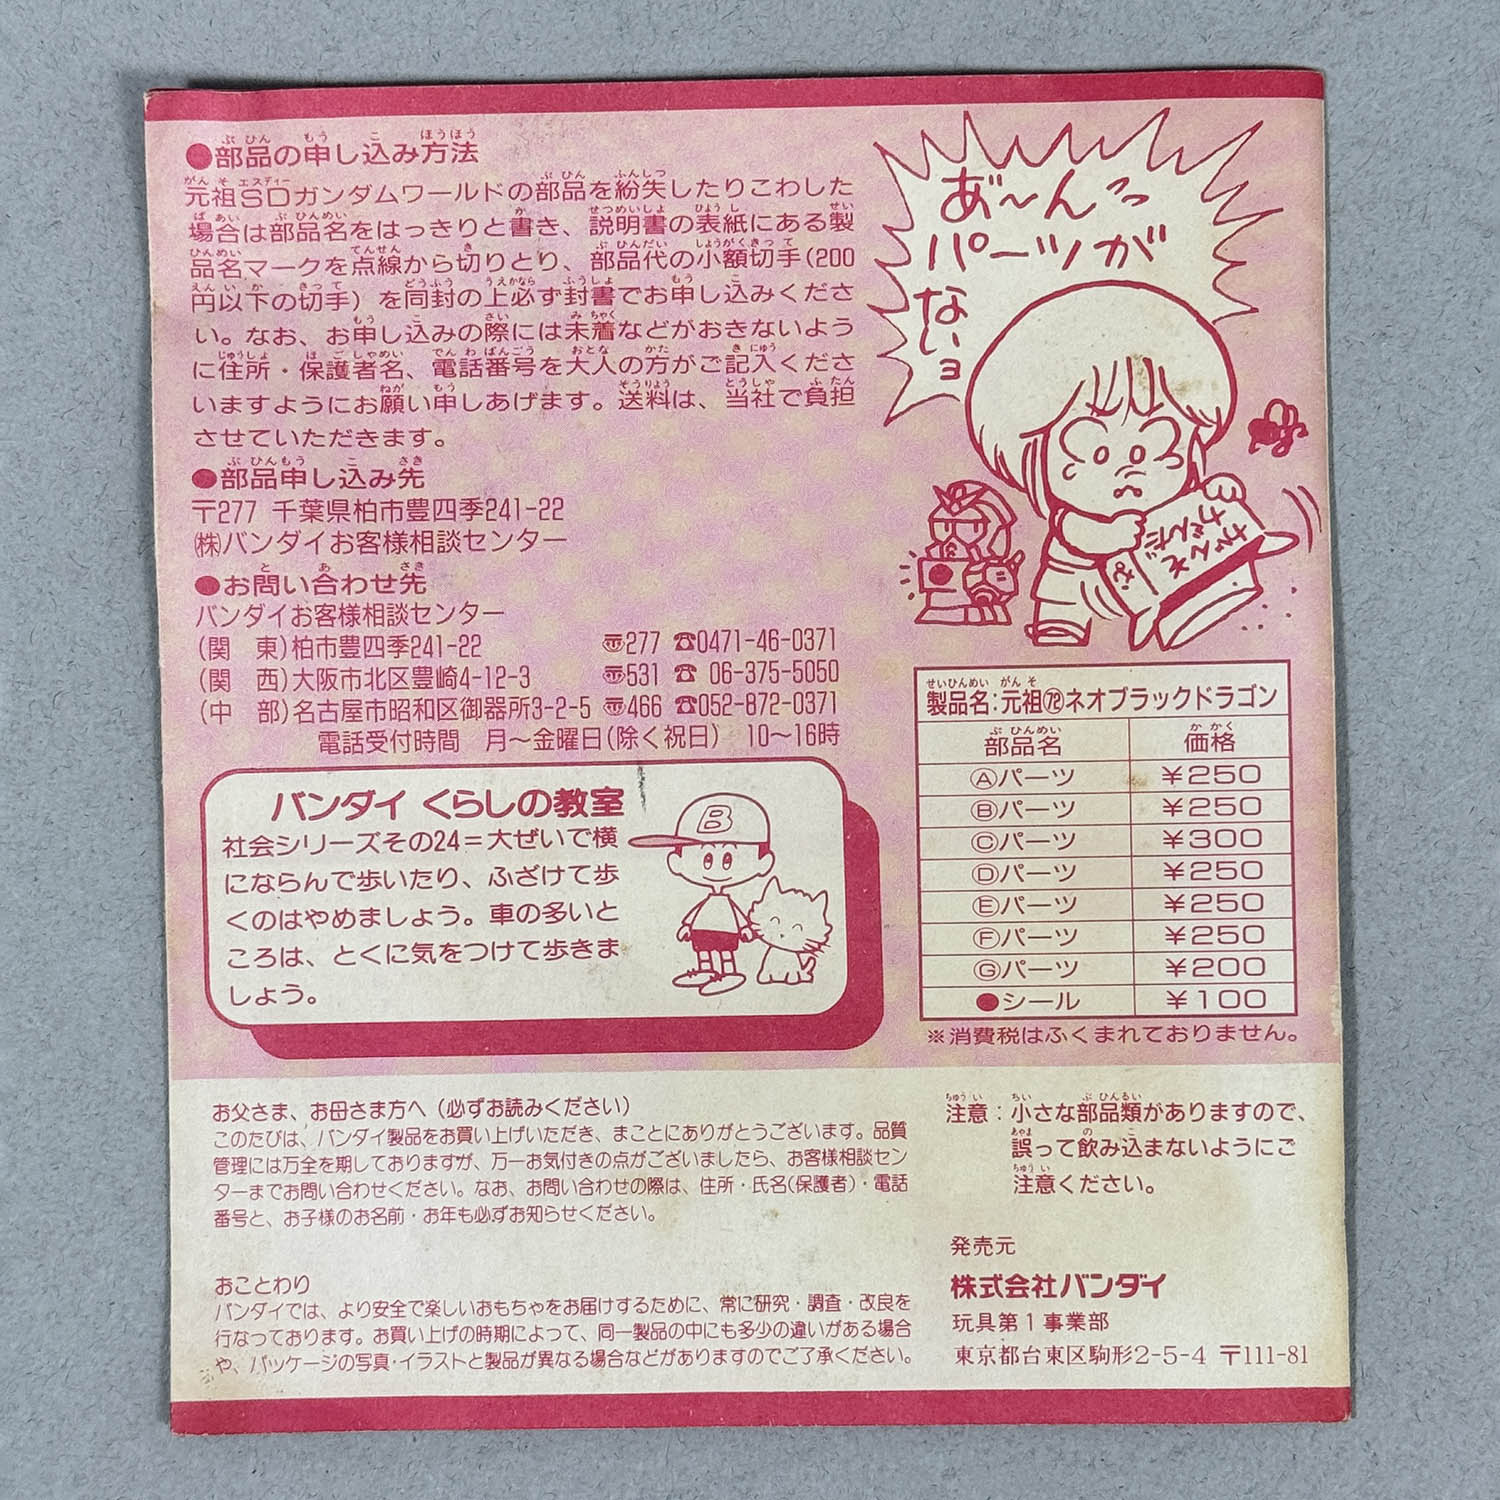 ●部品の申し込み方法
元祖SDガンダムワールドの部品を紛失したりこわした
場合は部品名をはっきりと書き、説明書の表紙にある製
品名マークを点線から切りとり、部品代の小額切手(200
円以下の切手)を同封の上必ず封書でお申し込みくださ
い。なお、お申し込みの際には未着などがおきないよう
に住所・保護者名、電話番号を大人の方がご記入くださ
いますようにお願い申しあげます。送料は、当社で負担
させていただきます。
●部品申し込み先
〒277 千葉県柏市豊四季241-22
㈱バンダイお客様相談センター
●お問い合わせ先
バンダイお客様相談センター
(関 東)柏市豊四季241-22 〠277 ☎0471-46-0371
(関 西)大阪市北区豊崎4-12-3 〠531 ☎ 06-375-5050
(中 部)名古屋市昭和区御器所3-2-5 〠466 ☎052-872-0371
電話受付時間 月〜金曜日(除く祝日) 10〜16時
バンダイ くらしの教室
社会シリーズその24=大ぜいで横
にならんで歩いたり、ふざけて歩
くのはやめましょう。車の多いと
ころは、とくに気をつけて歩きま
しょう。
B
あ゛〜んっ
パーツが
ないョ
がんそ
がんだむ
製品名:元祖㊆ネオブラックドラゴン
部品名 価格
Ⓐパーツ ¥250
Ⓑパーツ ¥250
Ⓒパーツ ¥300
Ⓓパーツ ¥250
Ⓔパーツ ¥250
Ⓕパーツ ¥250
Ⓖパーツ ¥200
●シール ¥100
※消費税はふくまれておりません。
お父さま、お母さま方へ(必ずお読みください)
このたびは、バンダイ製品をお買い上げいただき、まことにありがとうございます。品質
管理には万全を期しておりますが、万一お気付きの点がございましたら、お客様相談セン
ターまでお問い合わせください。なお、お問い合わせの際は、住所・氏名(保護者)・電話
番号と、お子様のお名前・お年も必ずお知らせください。
おことわり
バンダイでは、より安全で楽しいおもちゃをお届けするために、常に研究・調査・改良を
行なっております。お買い上げの時期によって、同一製品の中にも多少の違いがある場合
や、パッケージの写真・イラストと製品が異なる場合などがありますのでご了承ください。
注意:小さな部品類がありますので、
誤って飲み込まないようにご
注意ください。
発売元
株式会社バンダイ
玩具第1事業部
東京都台東区駒形2-5-4 〒111-81